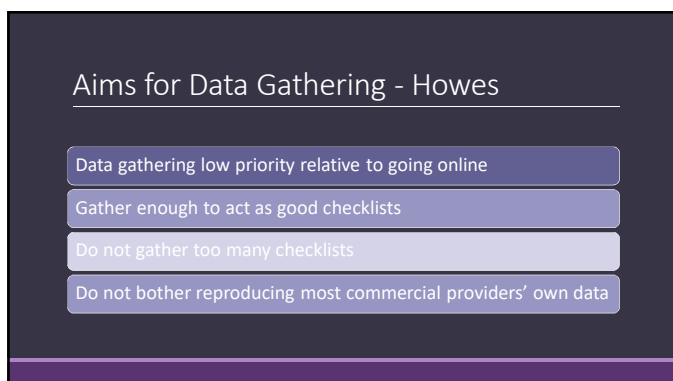 Aims for Data Gathering - Howes
Data gathering low priority relative to going online
Gather enough to act as good checklists
Do not gather too many checklists
Do not bother reproducing most commercial providers’ own data